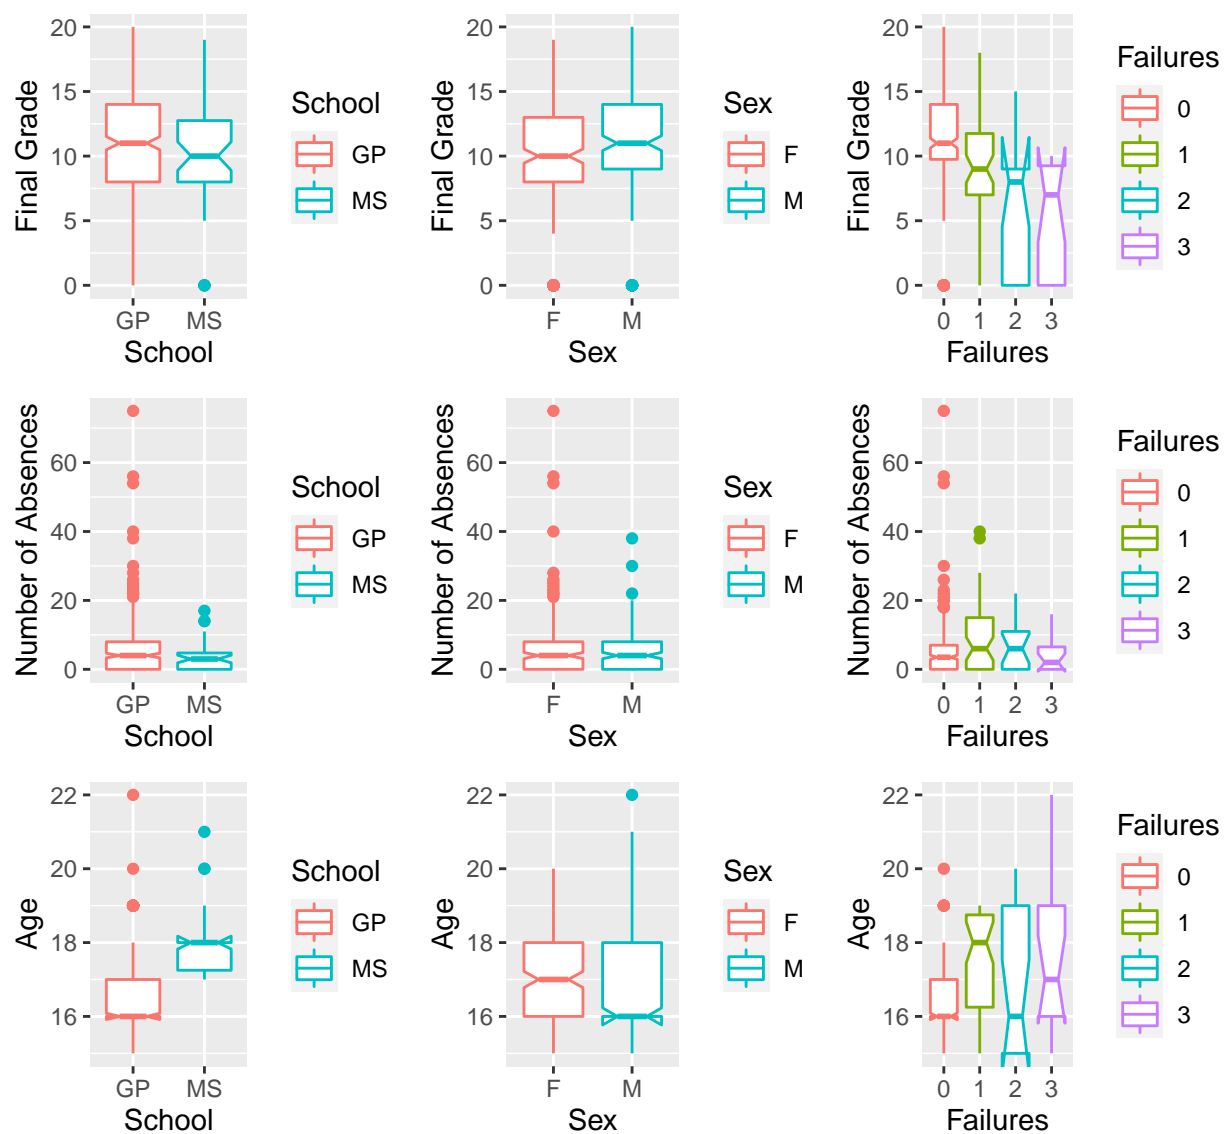 Final Grade
20
15
10
5
0
GP MS
School
School
GP
MS
Final Grade
20
15
10
5
0
F M
Sex
Sex
F
M
Final Grade
20
15
10
5
0
0 1 2 3
Failures
Failures
0
1
2
3
Number of Absences
60
40
20
0
GP MS
School
School
GP
MS
Number of Absences
60
40
20
0
F M
Sex
Sex
F
M
Number of Absences
60
40
20
0
0 1 2 3
Failures
Failures
0
1
2
3
Age
22
20
18
16
GP MS
School
School
GP
MS
Age
22
20
18
16
F M
Sex
Sex
F
M
Age
22
20
18
16
0 1 2 3
Failures
Failures
0
1
2
3